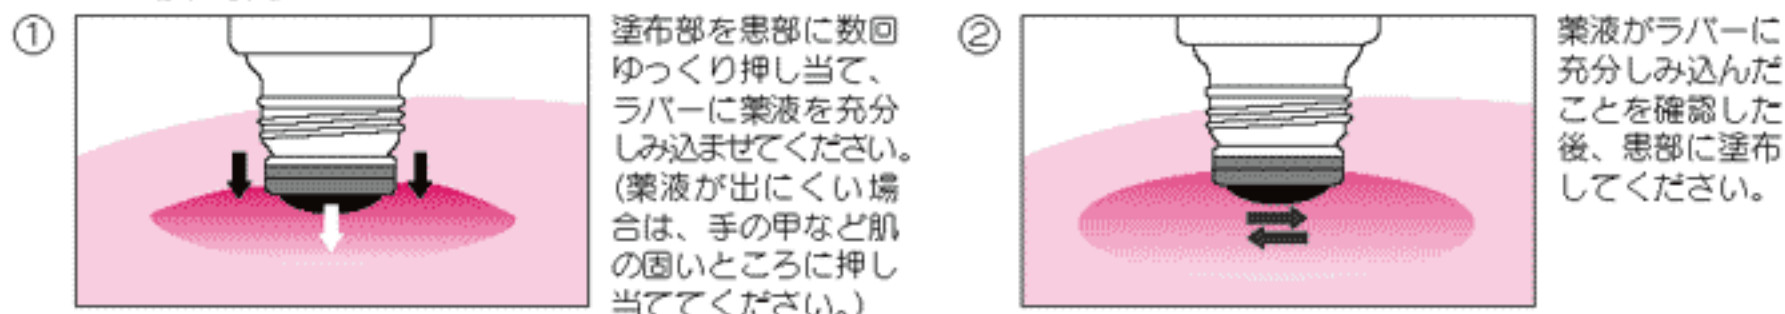 ①
塗布部を患部に数回
ゆっくり押し当て、
ラバーに薬液を充分
しみ込ませてください。
(薬液が出にくい場
合は、手の甲など肌
の固いところに押し
当ててください。)
②
薬液がラバーに
充分しみ込んだ
ことを確認した
後、患部に塗布
してください。